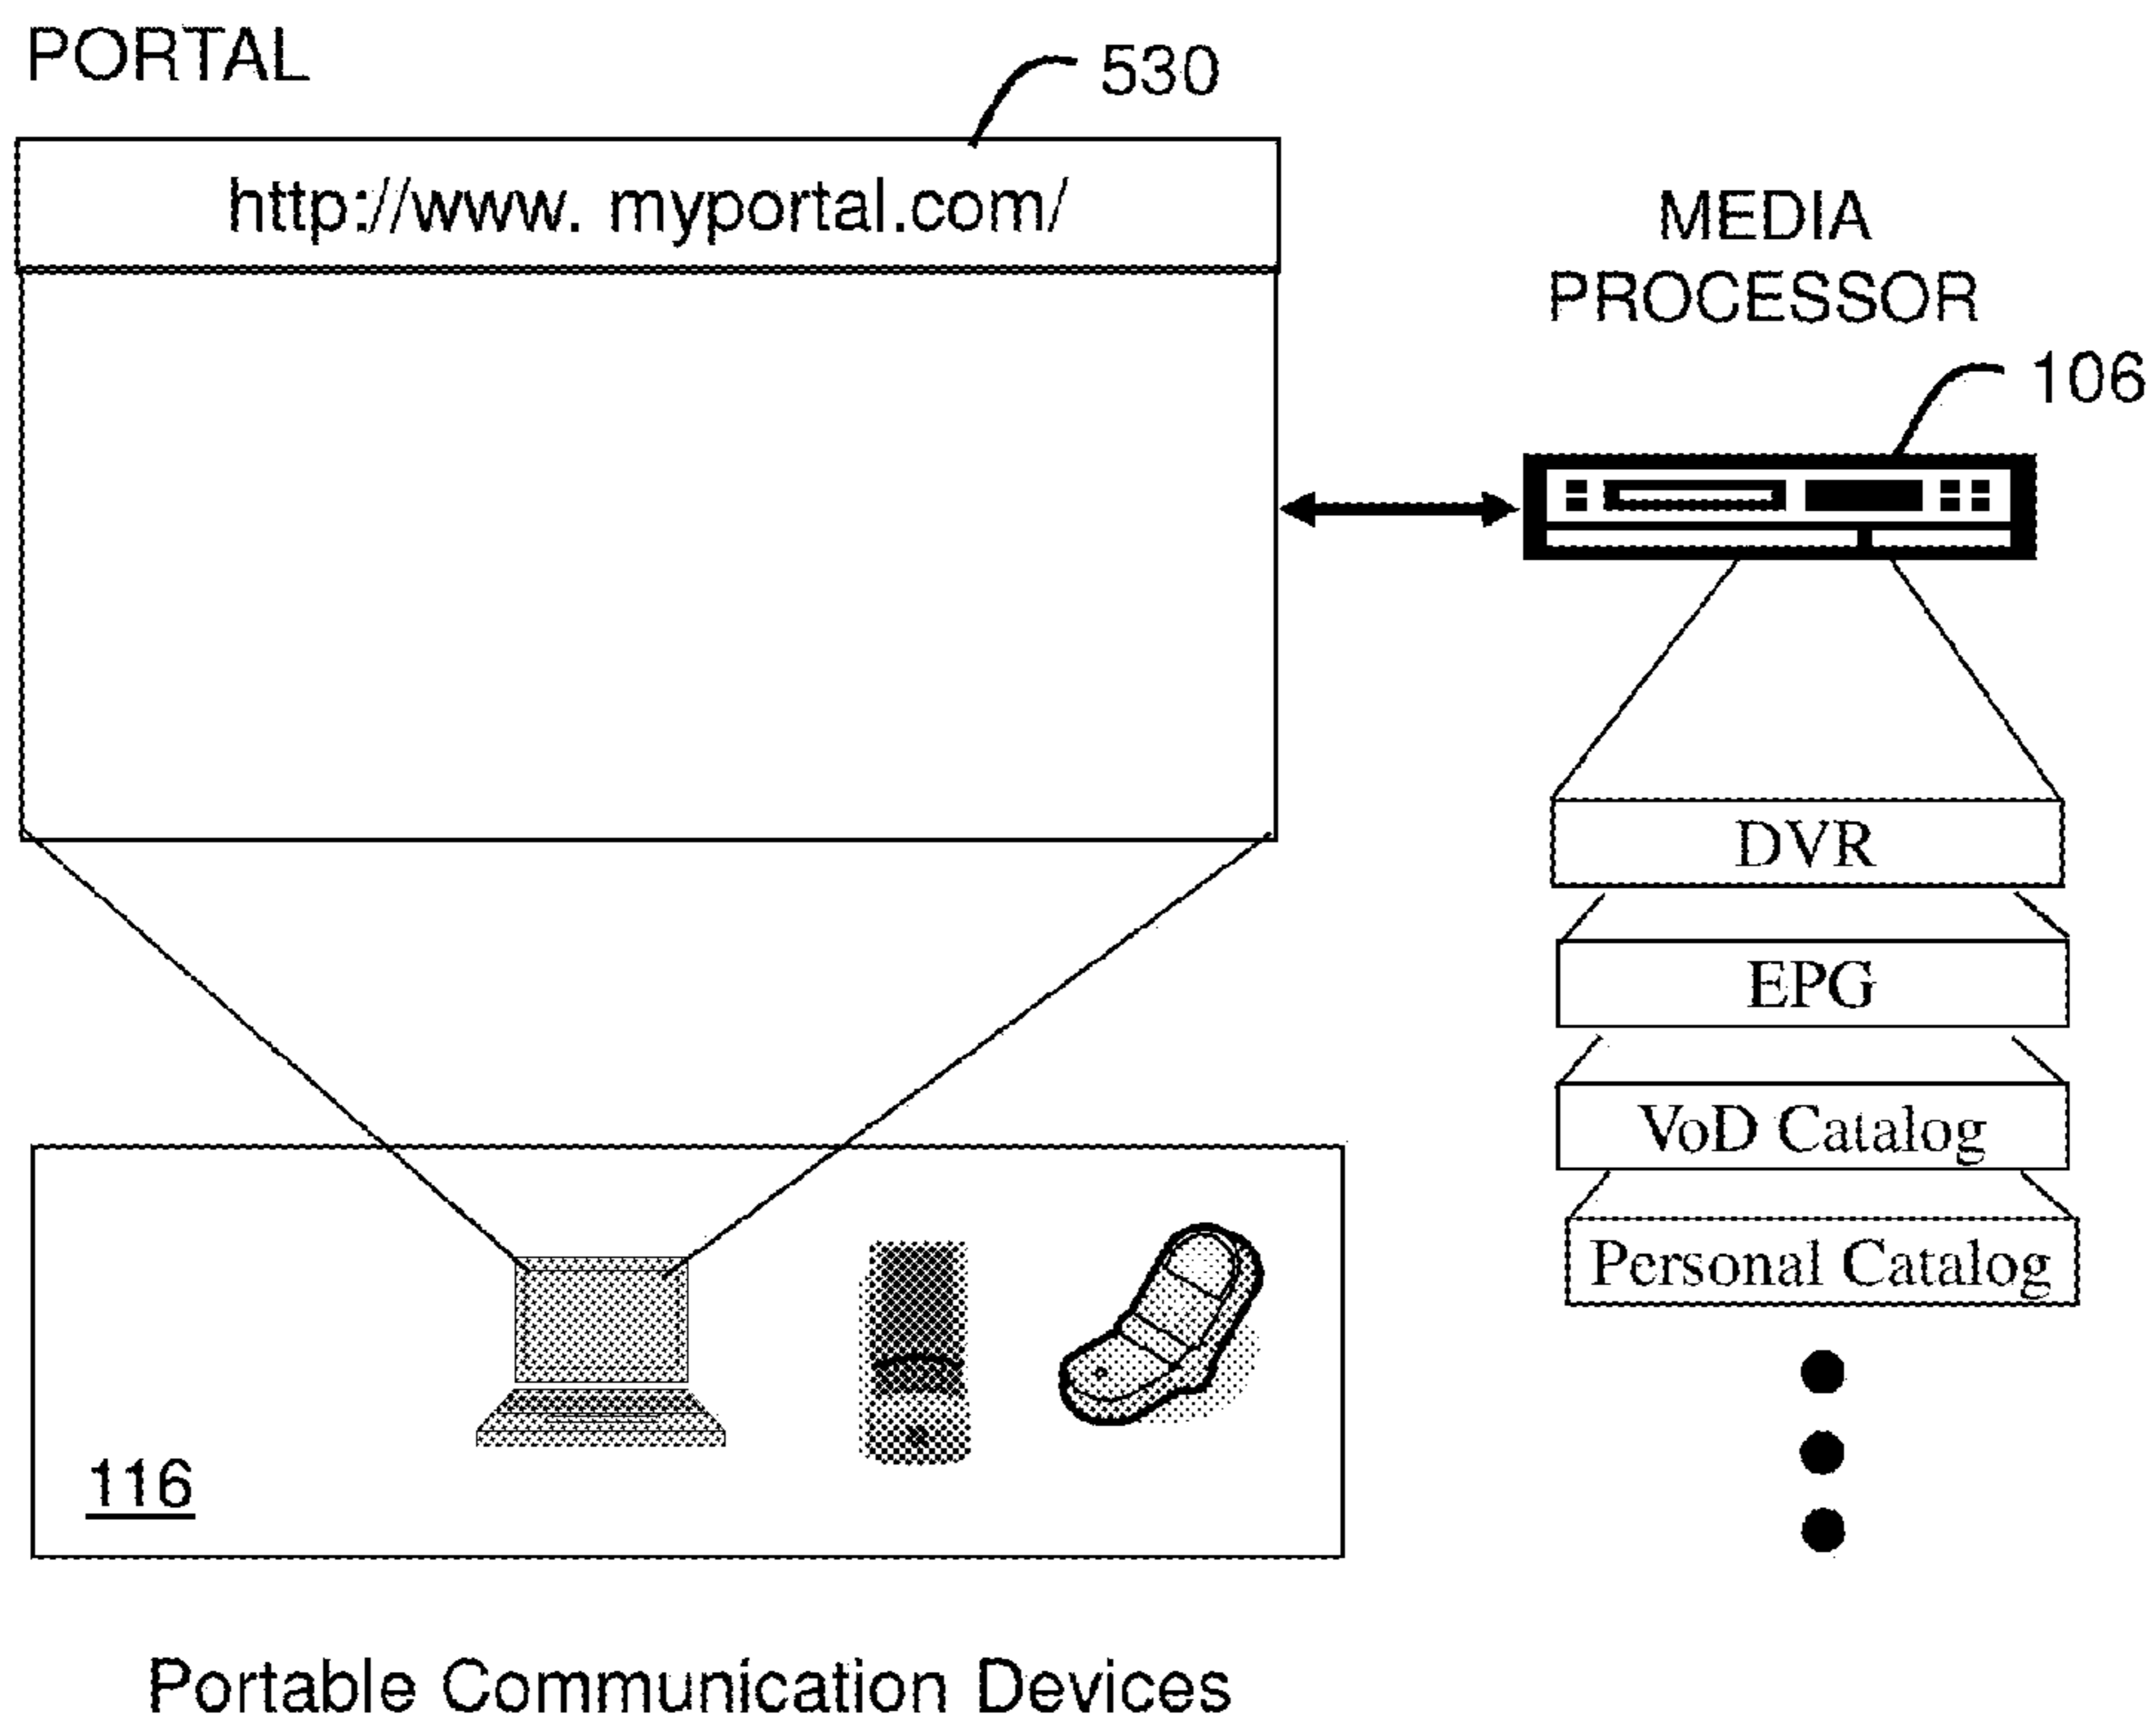 PORTAL
530
http://www. myportal.com/
MEDIA
PROCESSOR
106
DVR
EPG
VoD Catalog
Personal Catalog
116
Portable Communication Devices